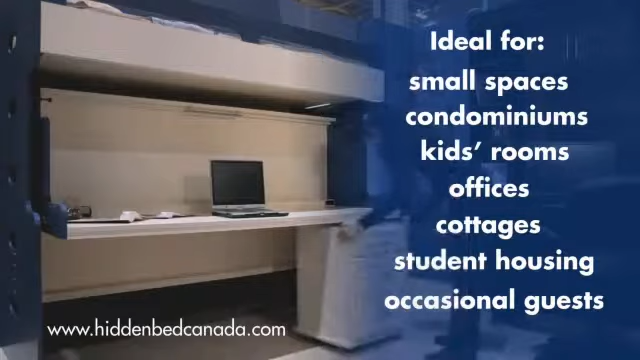 Ideal for:
small spaces
condominiums
kids' rooms
offices
cottages
student housing
occasional guests
www.hiddenbedcanada.com